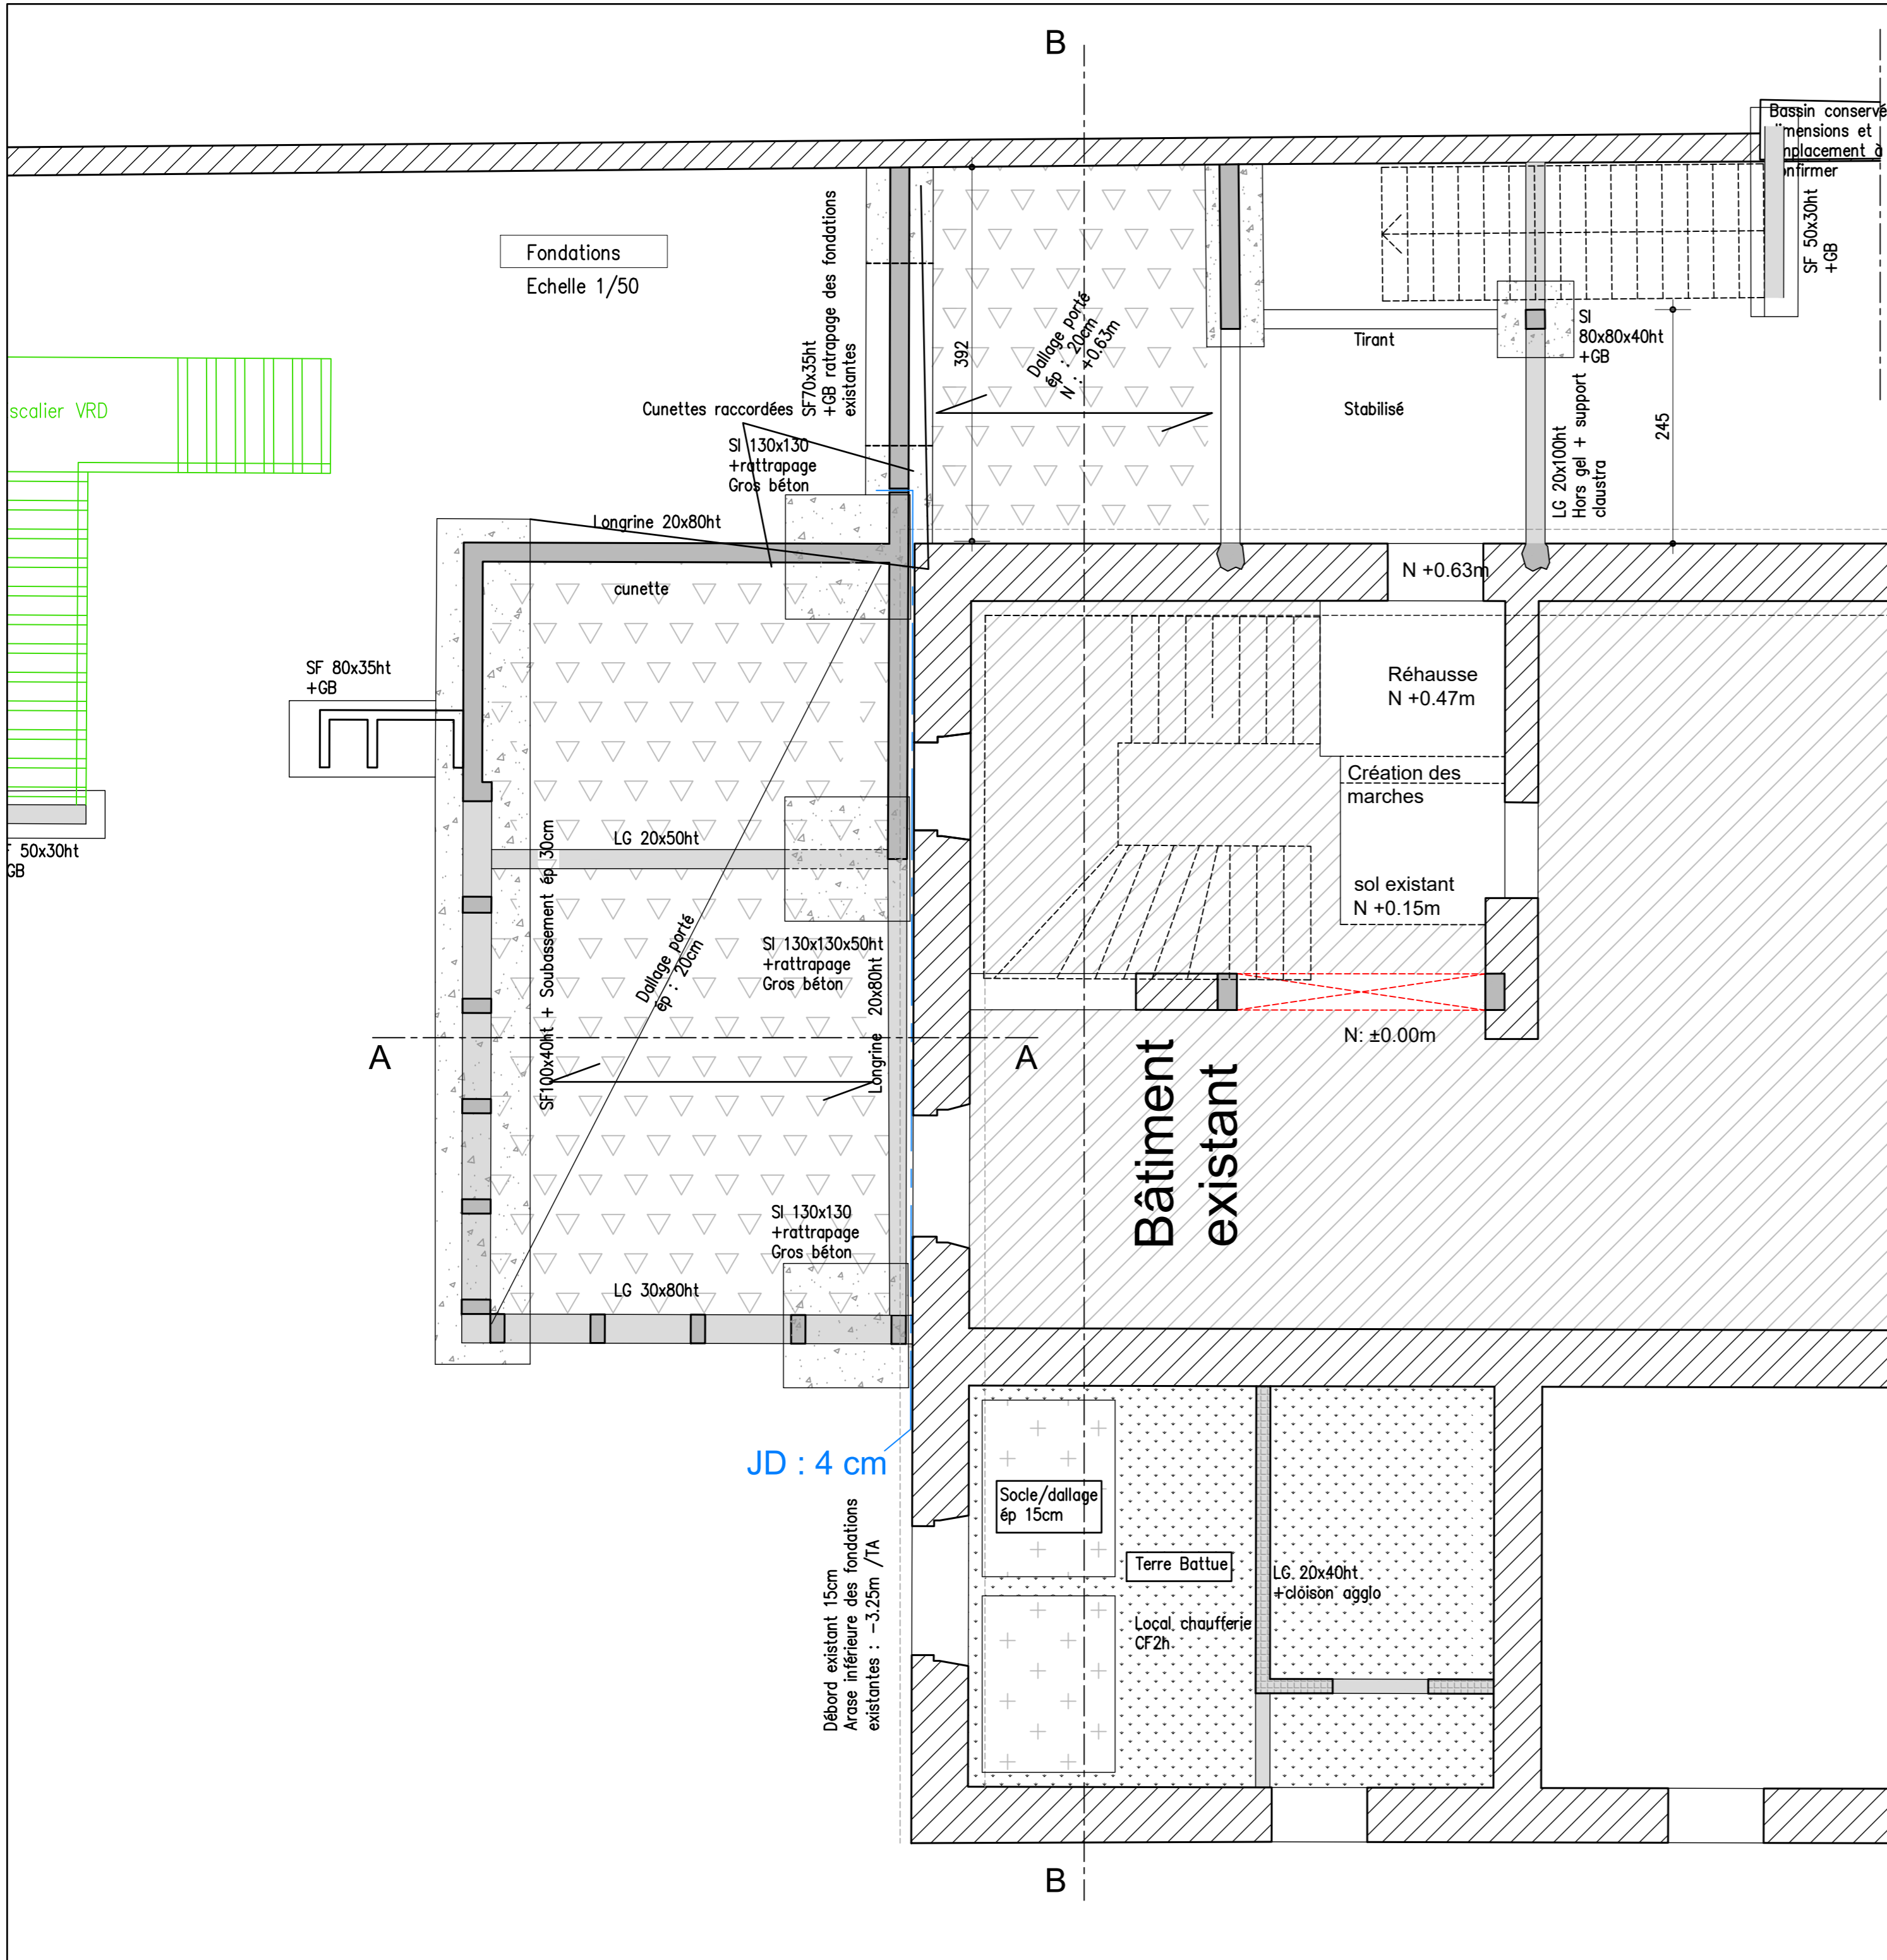 B
Bassin conservé
dimensions et
emplacement à
confirmer
SF 50x30ht
+GB
Fondations
Echelle 1/50
SF70x35ht
+GB ratrapage des fondations
existantes
Dallage porté
ép : 20cm
N : +0.63m
392
SI
80x80x40ht
+GB
Tirant
Stabilisé
LG 20x100ht
Hors gel + support
claustra
245
scalier VRD
Cunettes raccordées
SI 130x130
+rattrapage
Gros béton
Longrine 20x80ht
cunette
N +0.63m
SF 80x35ht
+GB
Réhausse
N +0.47m
Création des
marches
sol existant
N +0.15m
50x30ht
GB
LG 20x50ht
SF100x40ht + Soubassement ép 30cm
Dallage porté
ép : 20cm
SI 130x130x50ht
+rattrapage
Gros béton
Longrine 20x80ht
A
A
N: ±0.00m
Bâtiment
existant
SI 130x130
+rattrapage
Gros béton
LG 30x80ht
JD : 4 cm
Débord existant 15cm
Arase inférieure des fondations
existantes : -3.25m /TA
Socle/dallage
ép 15cm
Terre Battue
LG 20x40ht
+cloison agglo
Local chaufferie
CF2h
B